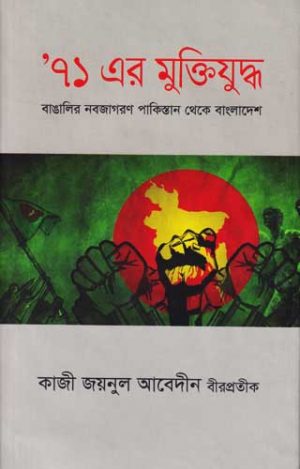 '৭১ এর মুক্তিযুদ্ধ
বাঙালির নবজাগরণ পাকিস্তান থেকে বাংলাদেশ
কাজী জয়নুল আবেদীন বীরপ্রতীক